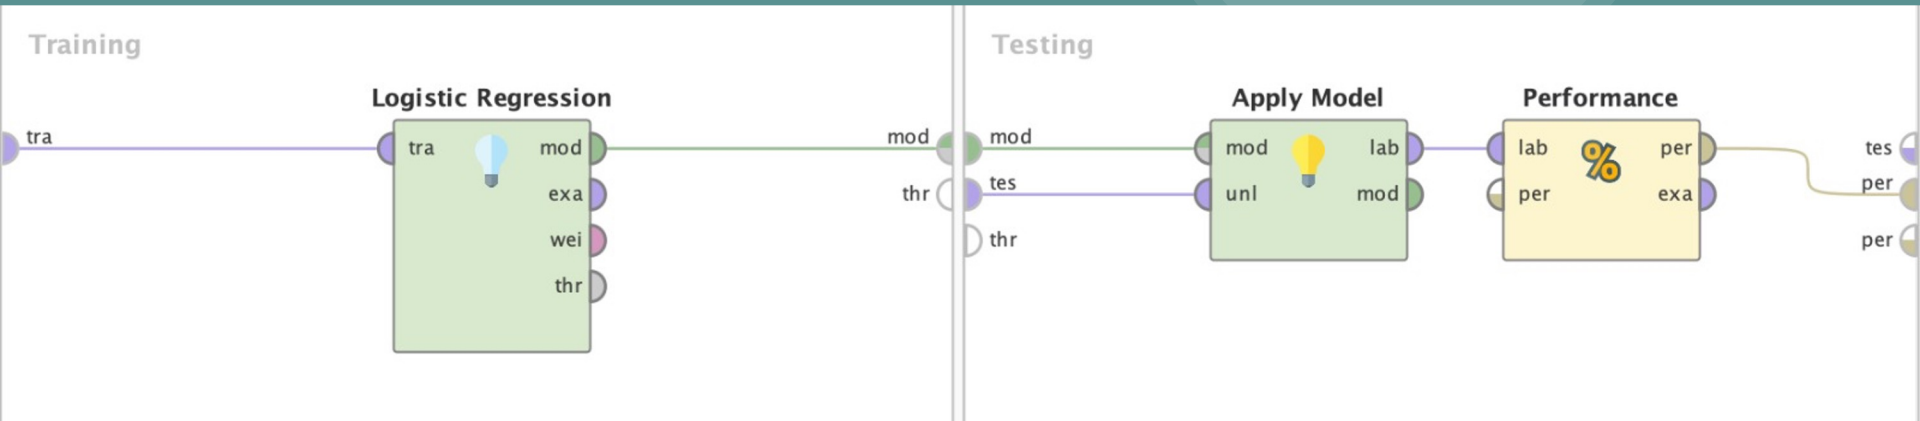 Training
Testing
Logistic Regression
Apply Model
Performance
tra
tra
mod
exa
wei
thr
mod
thr
mod
tes
thr
mod
unl
lab
mod
lab
per
per
exa
tes
per
per
%